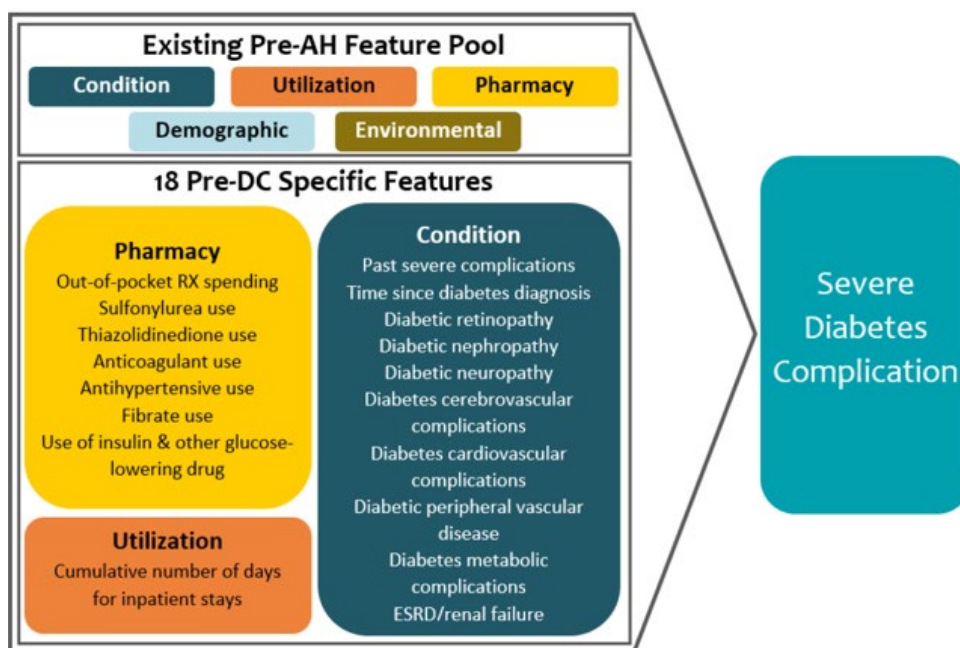 Existing Pre-AH Feature Pool
Condition
Utilization
Pharmacy
Demographic
Environmental
18 Pre-DC Specific Features
Pharmacy
Out-of-pocket RX spending
Sulfonylurea use
Thiazolidinedione use
Anticoagulant use
Antihypertensive use
Fibrate use
Use of insulin & other glucose-
lowering drug
Utilization
Cumulative number of days
for inpatient stays
Condition
Past severe complications
Time since diabetes diagnosis
Diabetic retinopathy
Diabetic nephropathy
Diabetic neuropathy
Diabetes cerebrovascular
complications
Diabetes cardiovascular
complications
Diabetic peripheral vascular
disease
Diabetes metabolic
complications
ESRD/renal failure
Severe
Diabetes
Complication